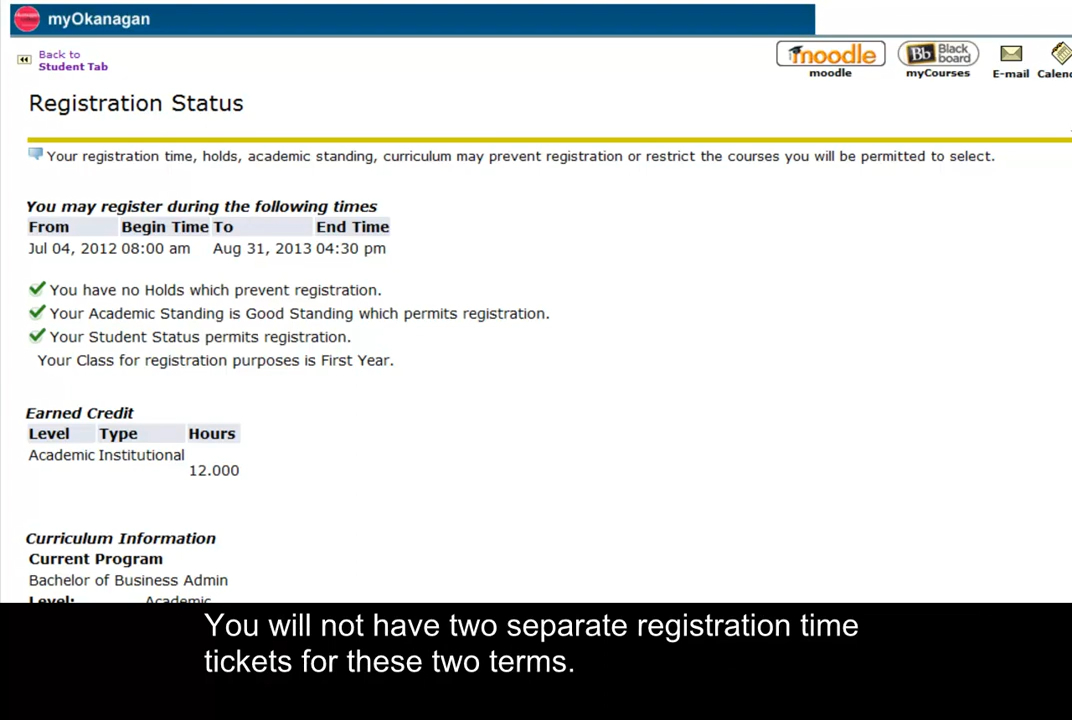 myOkanagan
Back to
Student Tab
moodle
moodle
Bb Black board
myCourses
E-mail
Calend
Registration Status
Your registration time, holds, academic standing, curriculum may prevent registration or restrict the courses you will be permitted to select.
You may register during the following times
From Begin Time To End Time
Jul 04, 2012 08:00 am Aug 31, 2013 04:30 pm
You have no Holds which prevent registration.
Your Academic Standing is Good Standing which permits registration.
Your Student Status permits registration.
Your Class for registration purposes is First Year.
Earned Credit
Level Type Hours
Academic Institutional
12.000
Curriculum Information
Current Program
Bachelor of Business Admin
Level: Academic
You will not have two separate registration time
tickets for these two terms.